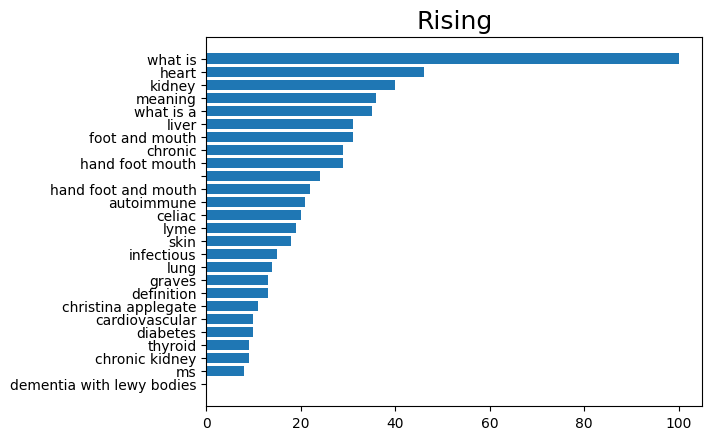 Rising
what is
heart
kidney
meaning
what is a
liver
foot and mouth
chronic
hand foot mouth
hand foot and mouth
autoimmune
celiac
lyme
skin
infectious
lung
graves
definition
christina applegate
cardiovascular
diabetes
thyroid
chronic kidney
ms
dementia with lewy bodies
0 20 40 60 80 100